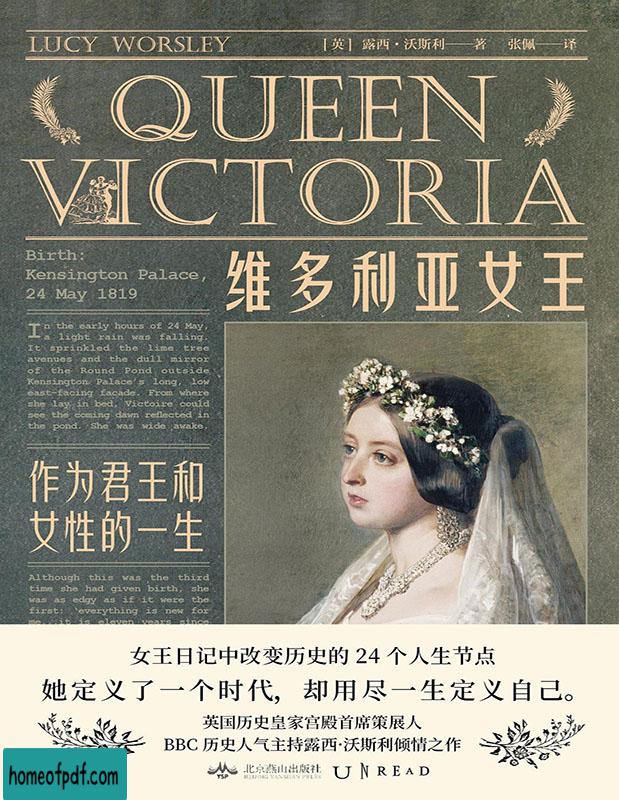 LUCY WORSLEY
［英］露西·沃斯利——著 张佩——译
QUEEN
VICTORIA
Birth:
Kensington Palace,
24 May 1819
维多利亚女王
In the early hours of 24 May,
a light rain was falling.
It sprinkled the lime tree
avenues and the dull mirror
of the Round Pond outside
Kensington Palace's long, low
east-facing facade. From where
she lay in bed, Victoire could
see the coming dawn reflected in
the pond. She was wide awake.
作为君王和
女性的一生
Although this was the third
time she had given birth, she
was as edgy as if it were the
first: 'everything is new for
me, it is eleven years since
女王日记中改变历史的 24 个人生节点
她定义了一个时代，却用尽一生定义自己。
英国历史皇家宫殿首席策展人
BBC 历史人气主持露西·沃斯利倾情之作
YSP 北京燕山出版社
BEIJING YANSHAN PRESS
UNREAD
homeofpdf.com